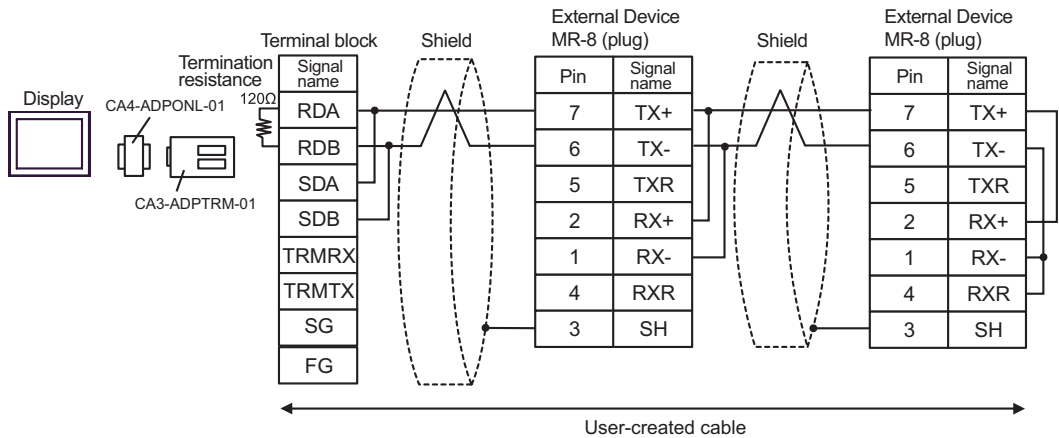 Display
CA4-ADPONL-01
CA3-ADPTRM-01
Termination
resistance
120Ω
Terminal block
Signal
name
RDA
RDB
SDA
SDB
TRMRX
TRMTX
SG
FG
Shield
External Device
MR-8 (plug)
Pin Signal
name
7 TX+
6 TX-
5 TXR
2 RX+
1 RX-
4 RXR
3 SH
Shield
External Device
MR-8 (plug)
Pin Signal
name
7 TX+
6 TX-
5 TXR
2 RX+
1 RX-
4 RXR
3 SH
User-created cable